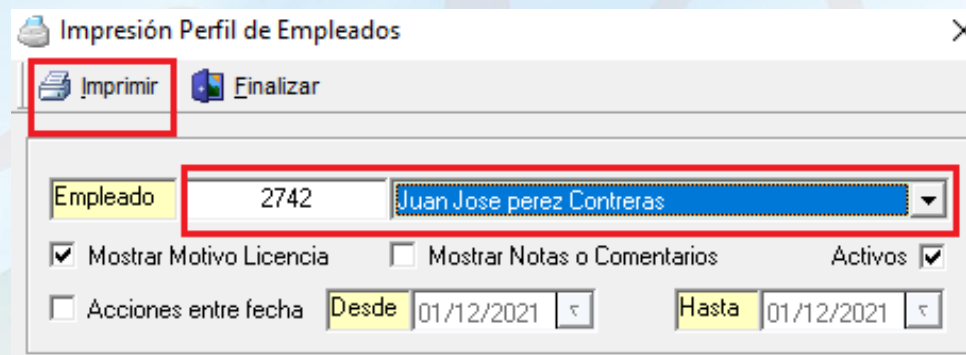 Impresión Perfil de Empleados
Imprimir Finalizar
Empleado 2742 Juan Jose perez Contreras
Mostrar Motivo Licencia Mostrar Notas o Comentarios Activos
Acciones entre fecha Desde 01/12/2021 Hasta 01/12/2021